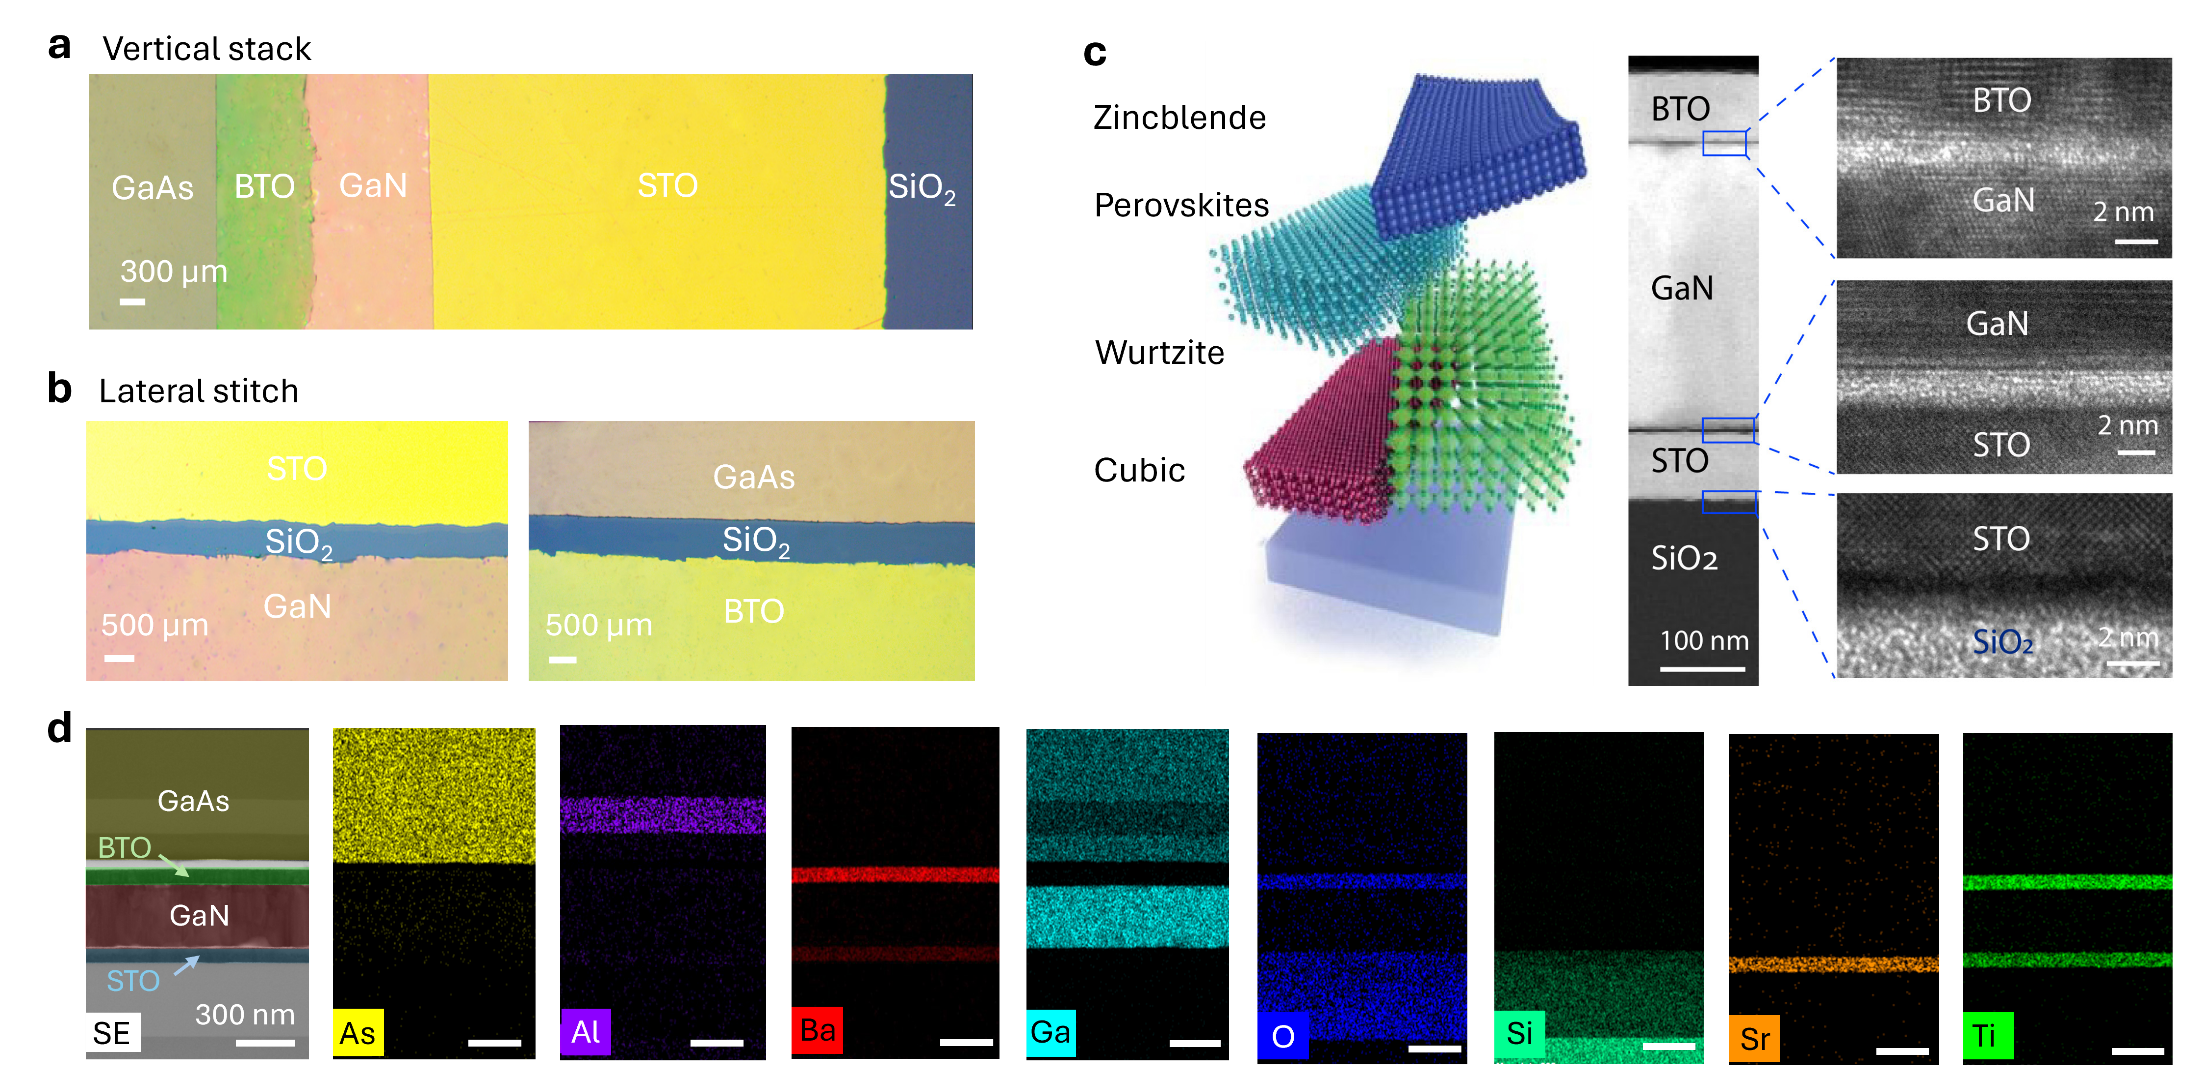 a Vertical stack
GaAs
BTO
GaN
STO
SiO₂
300 µm
b Lateral stitch
STO
SiO₂
GaN
500 µm
GaAs
SiO₂
BTO
500 µm
c
Zincblende
Perovskites
Wurtzite
Cubic
BTO
GaN
STO
SiO₂
100 nm
BTO
GaN
2 nm
GaN
2 nm
STO
STO
SiO₂
2 nm
d
GaAs
BTO
GaN
STO
300 nm
SE
As
Al
Ba
Ga
O
Si
Sr
Ti